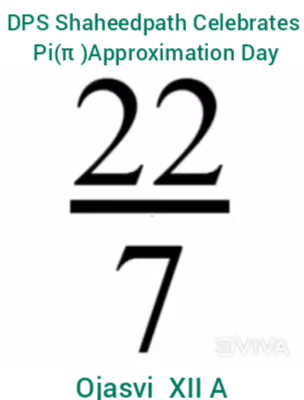 DPS Shaheedpath Celebrates
Pi(π )Approximation Day
22
7
VIVA
Ojasvi XII A